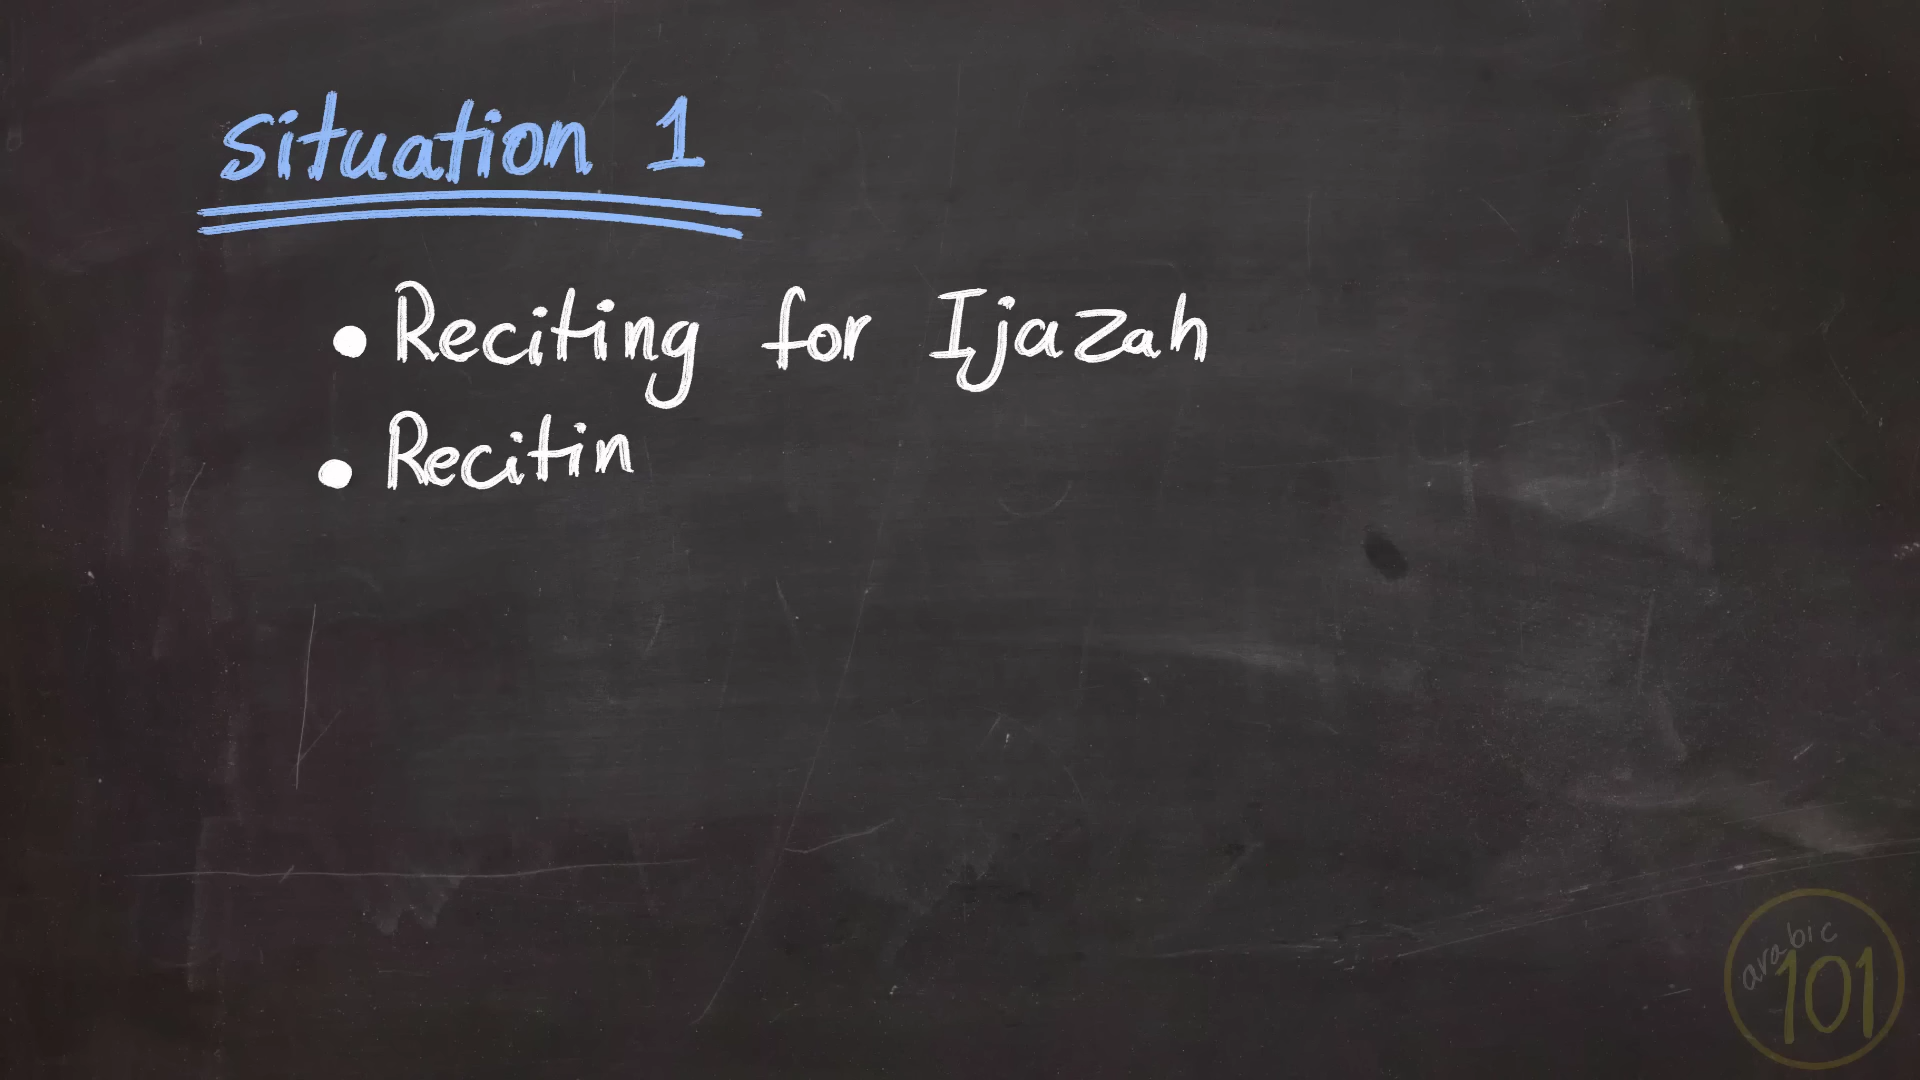 Situation 1
• Reciting for Ijazah
• Recitin
arabic
101